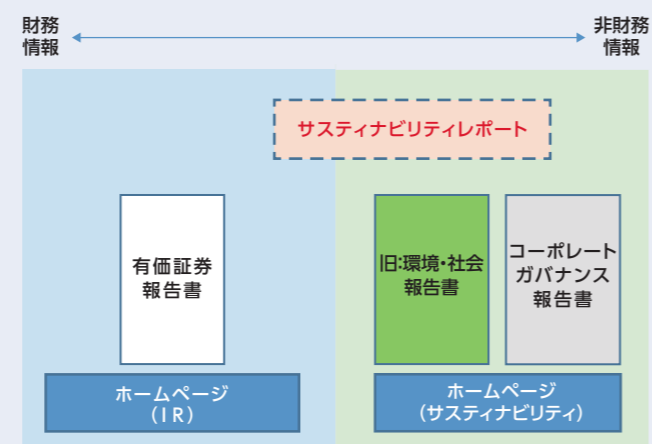 財務
情報
非財務
情報
サスティナビリティレポート
有価証券
報告書
旧:環境・社会
報告書
コーポレート
ガバナンス
報告書
ホームページ
(IR)
ホームページ
(サスティナビリティ)